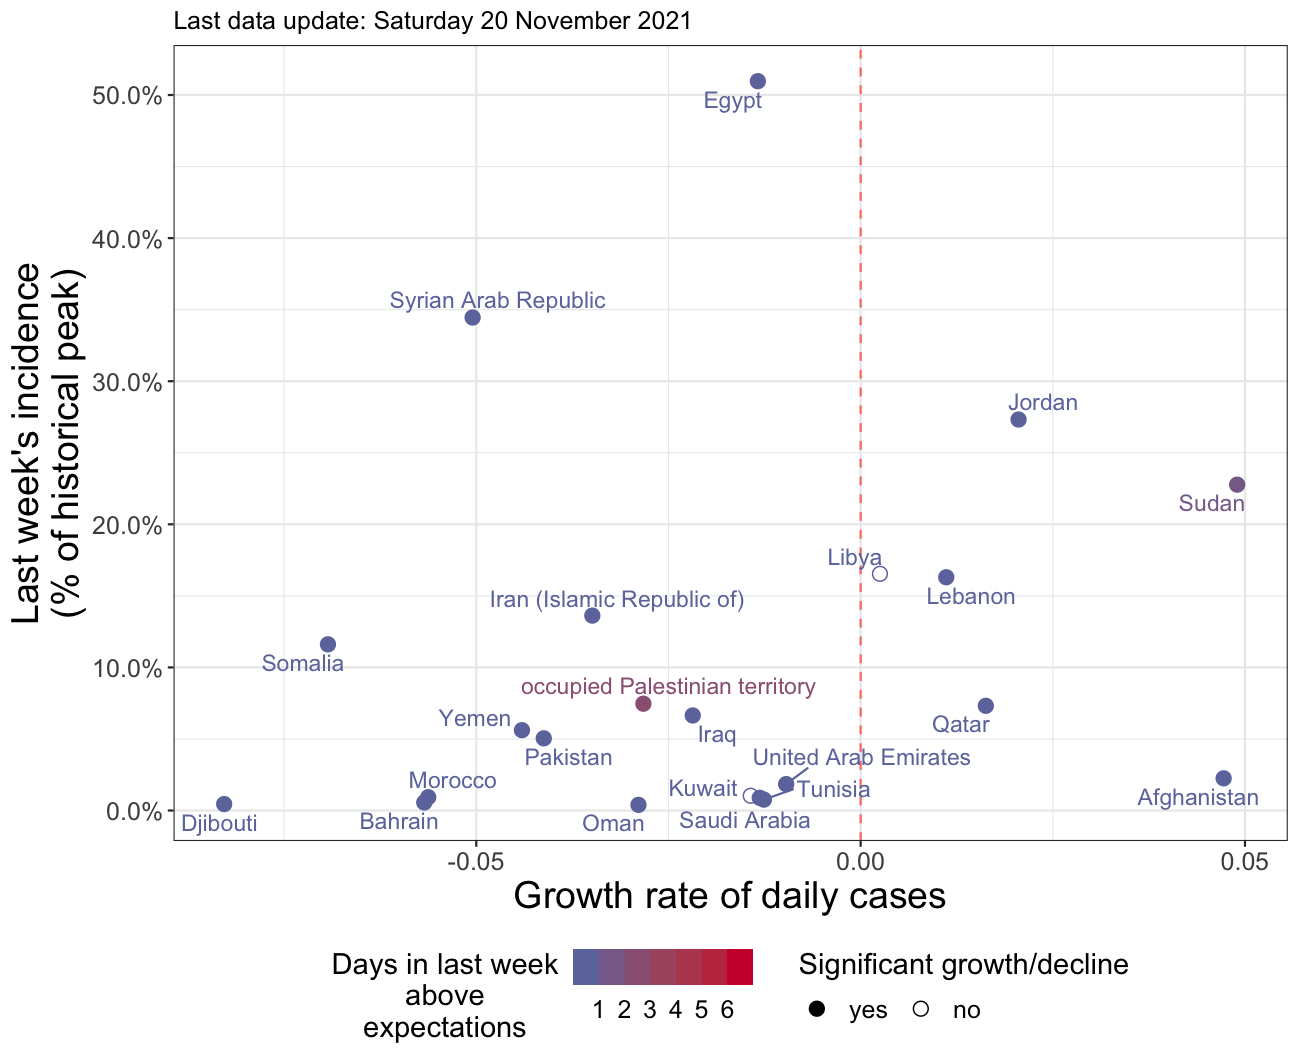 Last data update: Saturday 20 November 2021
50.0%
40.0%
30.0%
20.0%
10.0%
0.0%
Last week's incidence
(% of historical peak)
Egypt
Syrian Arab Republic
Jordan
Sudan
Libya
Lebanon
Iran (Islamic Republic of)
Somalia
occupied Palestinian territory
Yemen
Iraq
Qatar
Pakistan
United Arab Emirates
Morocco
Kuwait
Tunisia
Afghanistan
Djibouti
Bahrain
Oman
Saudi Arabia
-0.05
0.00
0.05
Growth rate of daily cases
Days in last week
above
expectations
1 2 3 4 5 6
Significant growth/decline
yes no